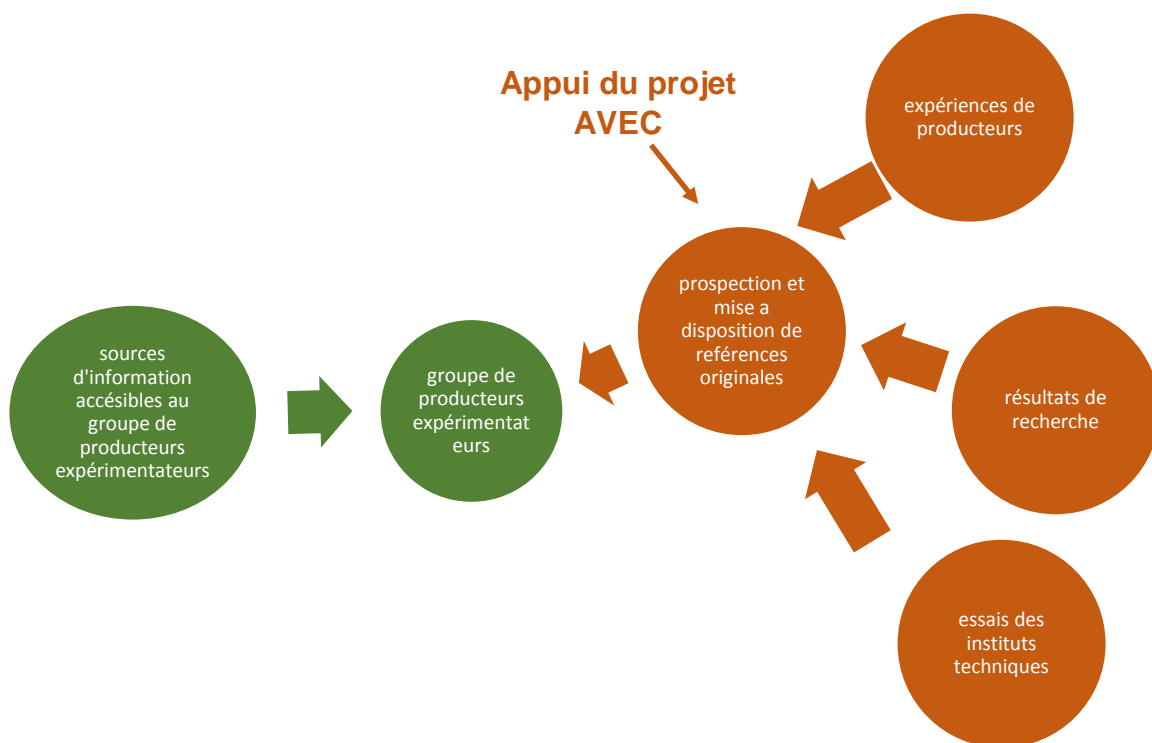 Appui du projet
AVEC
expériences de
producteurs
prospection et
mise a
disposition de
reférences
originales
sources
d'information
accésibles au
groupe de
producteurs
expérimentateurs
groupe de
producteurs
expérimentat
eurs
résultats de
recherche
essais des
instituts
techniques